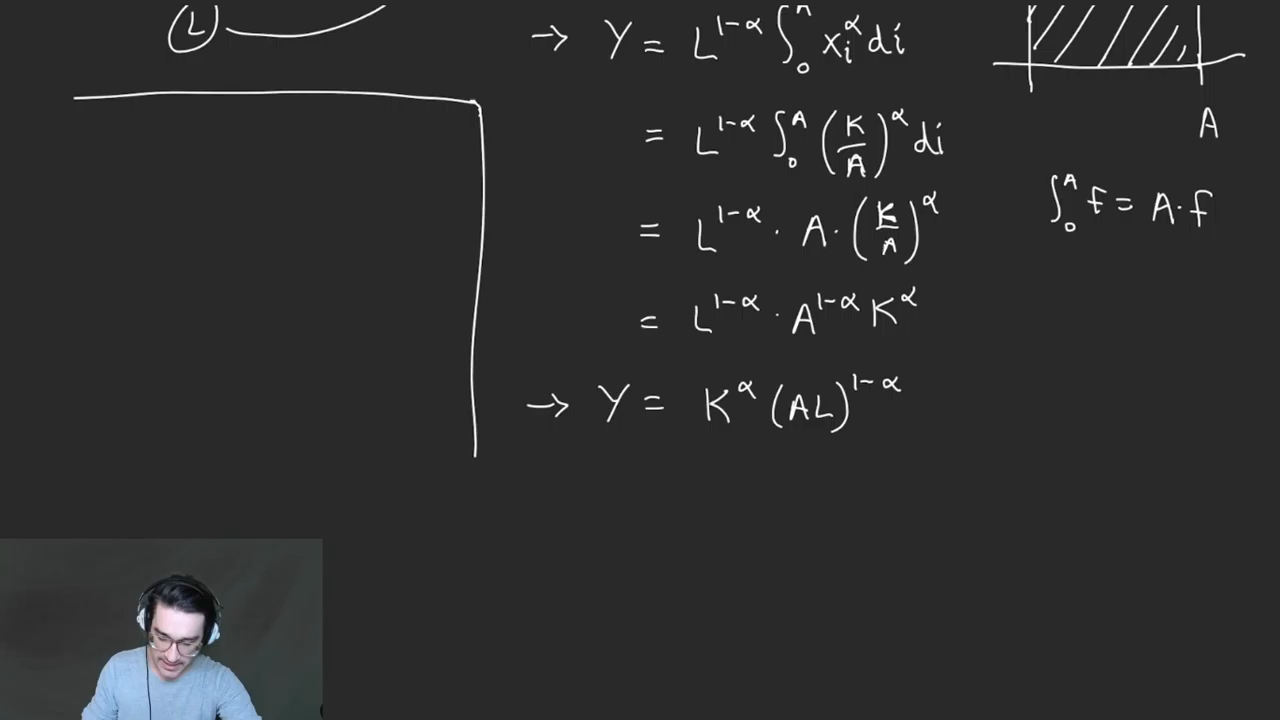 L
→ Y = L^{1-α} ∫_0^A x_i^α di
= L^{1-α} ∫_0^A (K/A)^α di
= L^{1-α} · A · (K/A)^α
= L^{1-α} · A^{1-α} K^α
→ Y = K^α (AL)^{1-α}
A
∫_0^A f = A · f